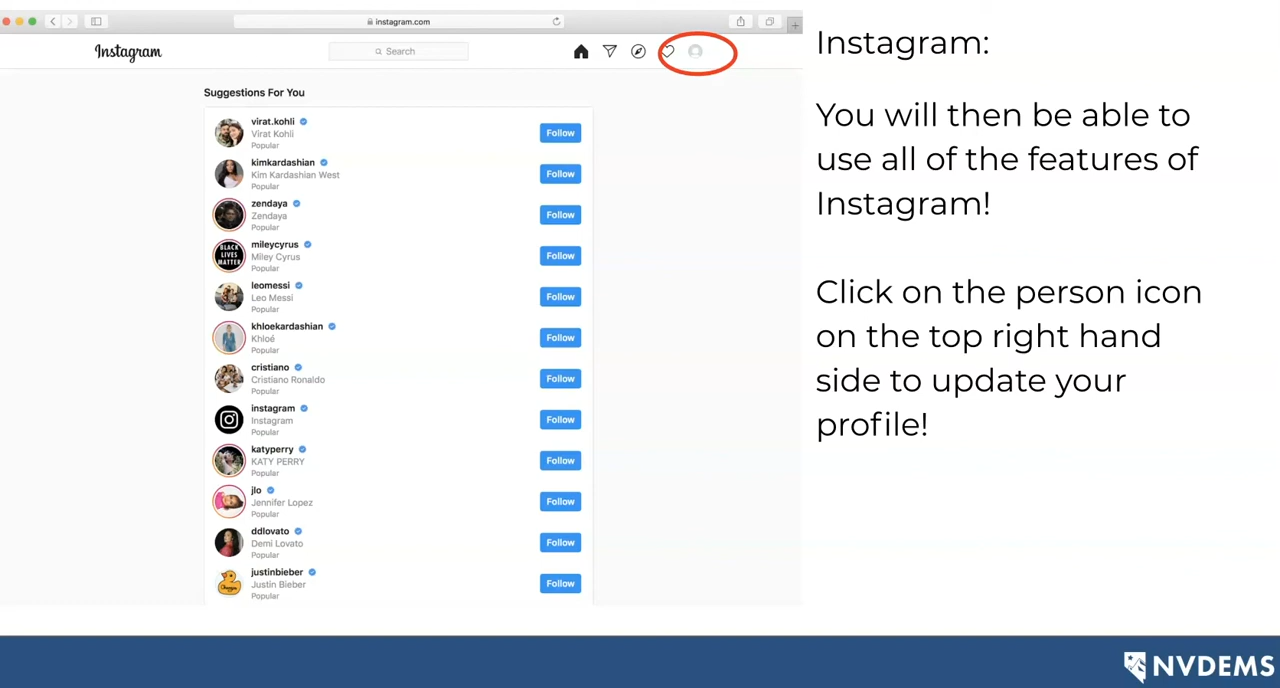 instagram.com
Instagram
Search
Suggestions For You
virat.kohli
Virat Kohli
Popular
Follow
kimkardashian
Kim Kardashian West
Popular
Follow
zendaya
Zendaya
Popular
Follow
mileycyrus
Miley Cyrus
Popular
Follow
BLACK
LIVES
MATTER
leomessi
Leo Messi
Popular
Follow
khloekardashian
Khloé
Popular
Follow
cristiano
Cristiano Ronaldo
Popular
Follow
instagram
Instagram
Popular
Follow
katyperry
KATY PERRY
Popular
Follow
jlo
Jennifer Lopez
Popular
Follow
ddlovato
Demi Lovato
Popular
Follow
justinbieber
Justin Bieber
Popular
Follow
Changes
Instagram:
You will then be able to
use all of the features of
Instagram!
Click on the person icon
on the top right hand
side to update your
profile!
NVDEMS